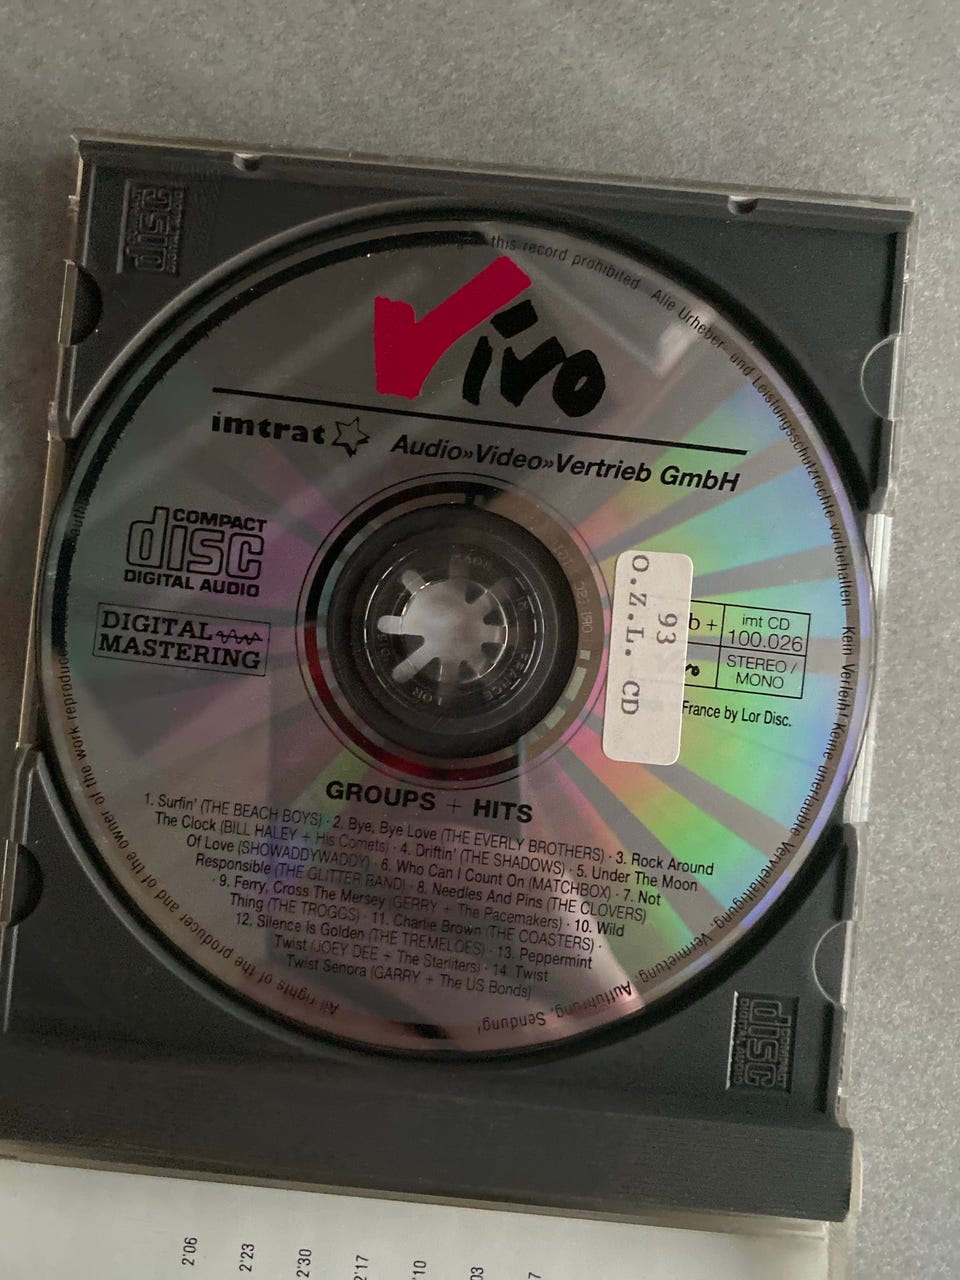 this record prohibited Alle Urheber- und Leistungsschutzrechte vorbehalten Kein Verleih! Keine unerlaubte Vervielfältigung, Vermietung, Aufführung, Sendung!
Vivo
imtrat Audio»Video»Vertrieb GmbH
COMPACT
disc
DIGITAL AUDIO
DIGITAL
MASTERING
93
O.Z.L. CD
b +
imt CD
100.026
STEREO /
MONO
France by Lor Disc.
GROUPS + HITS
1. Surfin' (THE BEACH BOYS) · 2. Bye, Bye Love (THE EVERLY BROTHERS) · 3. Rock Around
The Clock (BILL HALEY + His Comets) · 4. Driftin' (THE SHADOWS) · 5. Under The Moon
Of Love (SHOWADDYWADDY) · 6. Who Can I Count On (MATCHBOX) · 7. Not
Responsible (THE GLITTER BAND) · 8. Needles And Pins (THE CLOVERS)
· 9. Ferry, Cross The Mersey (GERRY + The Pacemakers) · 10. Wild
Thing (THE TROGGS) · 11. Charlie Brown (THE COASTERS) ·
12. Silence Is Golden (THE TREMELOES) · 13. Peppermint
Twist (JOEY DEE + The Starliters) · 14 Twist
Twist Senora (GARRY + The US Bonds)
All rights of the producer and of the owner of the work reproduced
disc
COMPACT
disc
DIGITAL AUDIO
2'06
2'23
2'30
2'17
'10
03
7